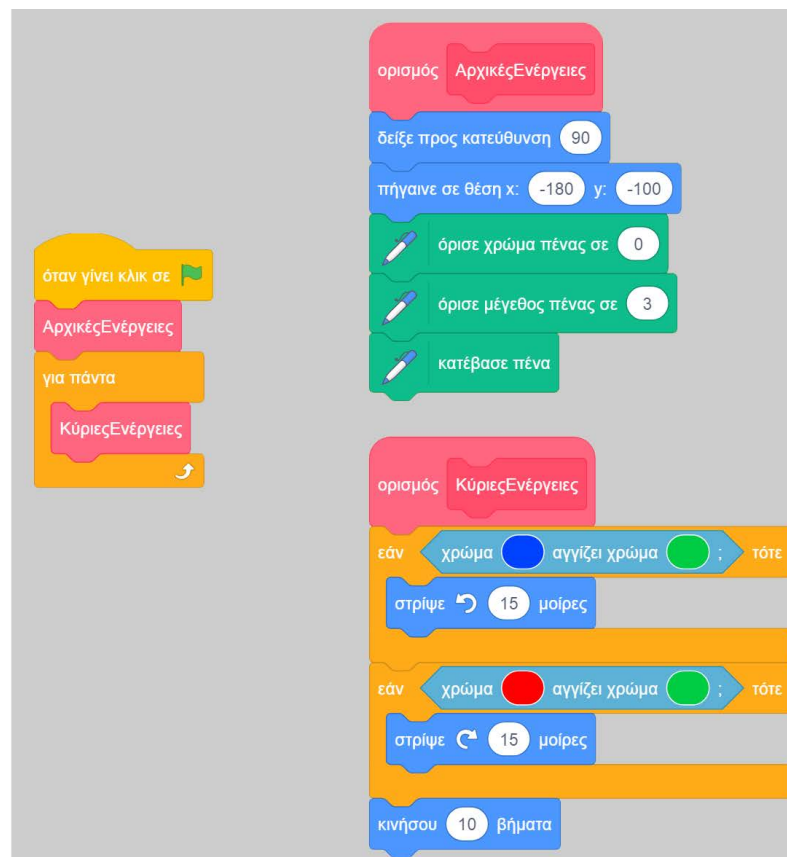 όταν γίνει κλικ σε
ΑρχικέςΕνέργειες
για πάντα
ΚύριεςΕνέργειες
ορισμός ΑρχικέςΕνέργειες
δείξε προς κατεύθυνση 90
πήγαινε σε θέση x: -180 y: -100
όρισε χρώμα πένας σε 0
όρισε μέγεθος πένας σε 3
κατέβασε πένα
ορισμός ΚύριεςΕνέργειες
εάν χρώμα αγγίζει χρώμα ; τότε
στρίψε 15 μοίρες
εάν χρώμα αγγίζει χρώμα ; τότε
στρίψε 15 μοίρες
κινήσου 10 βήματα